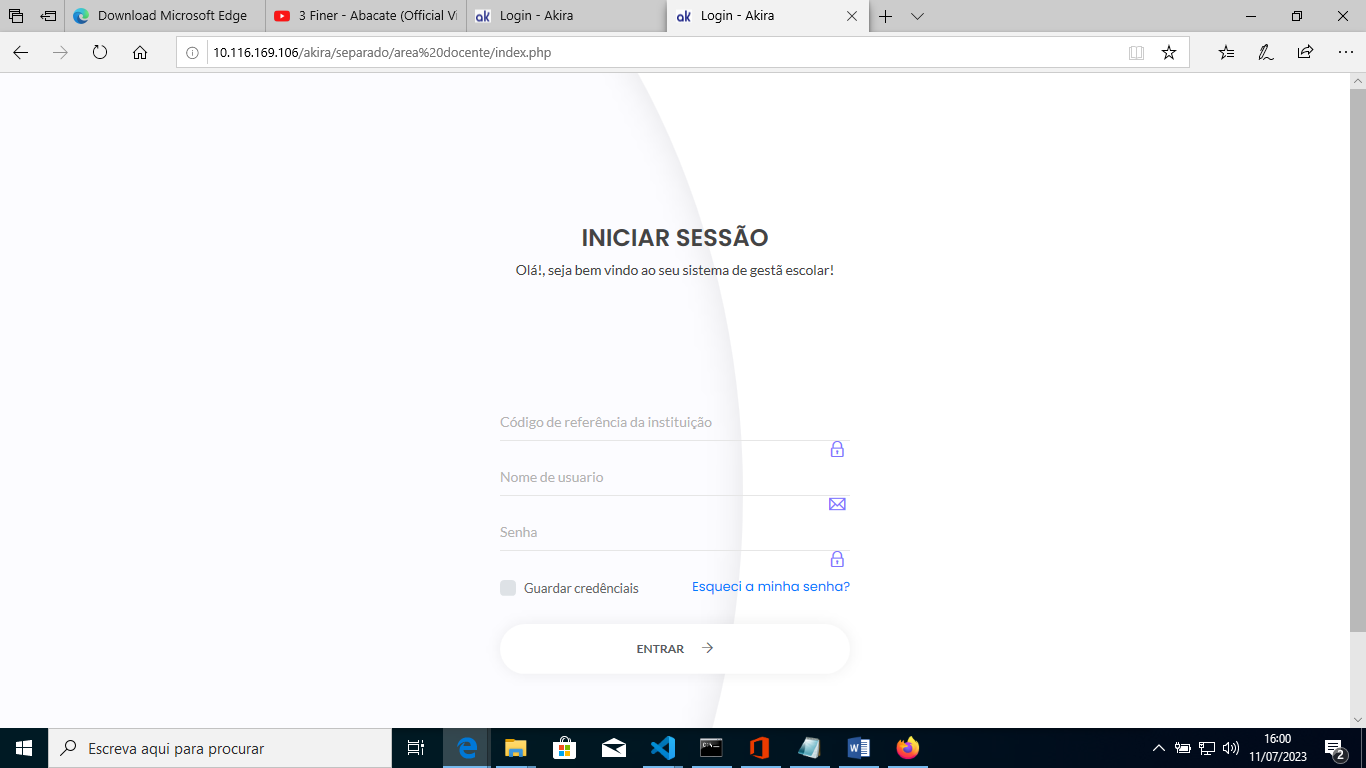 Download Microsoft Edge
3 Finer - Abacate (Official Vi
ak Login - Akira
ak Login - Akira
10.116.169.106/akira/separado/area%20docente/index.php
INICIAR SESSÃO
Olá!, seja bem vindo ao seu sistema de gestã escolar!
Código de referência da instituição
Nome de usuario
Senha
Guardar credênciais
Esqueci a minha senha?
ENTRAR
Escreva aqui para procurar
16:00
11/07/2023
2